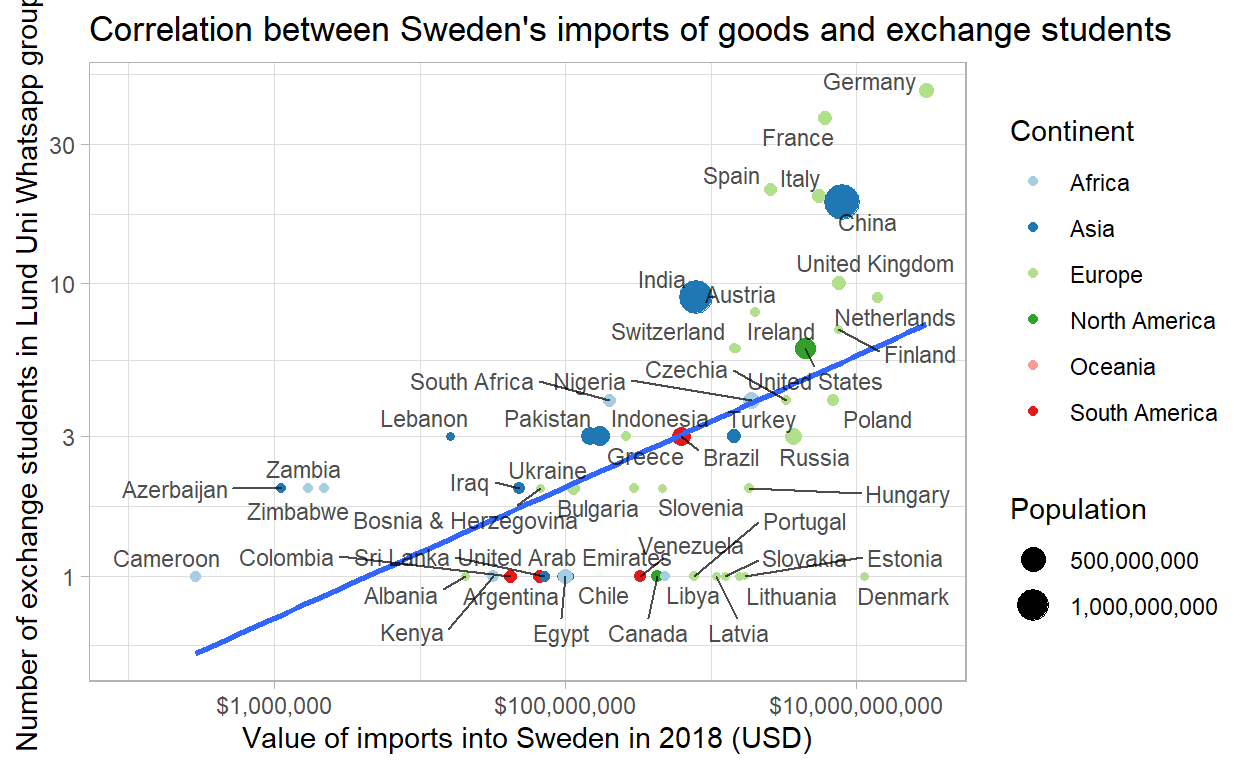 Correlation between Sweden's imports of goods and exchange students
Number of exchange students in Lund Uni Whatsapp group
30
10
3
1
Germany
France
Spain Italy
China
United Kingdom
India Austria
Netherlands
Switzerland Ireland
Finland
Czechia
South Africa Nigeria United States
Lebanon Pakistan Indonesia Turkey Poland
Greece Brazil Russia
Zambia Ukraine
Azerbaijan Iraq Hungary
Zimbabwe Bosnia & Herzegovina Bulgaria Slovenia
Portugal
Venezuela
Cameroon Colombia Sri Lanka United Arab Emirates Slovakia Estonia
Albania Argentina Chile Libya Lithuania Denmark
Kenya Egypt Canada Latvia
$1,000,000 $100,000,000 $10,000,000,000
Value of imports into Sweden in 2018 (USD)
Continent
Africa
Asia
Europe
North America
Oceania
South America
Population
500,000,000
1,000,000,000